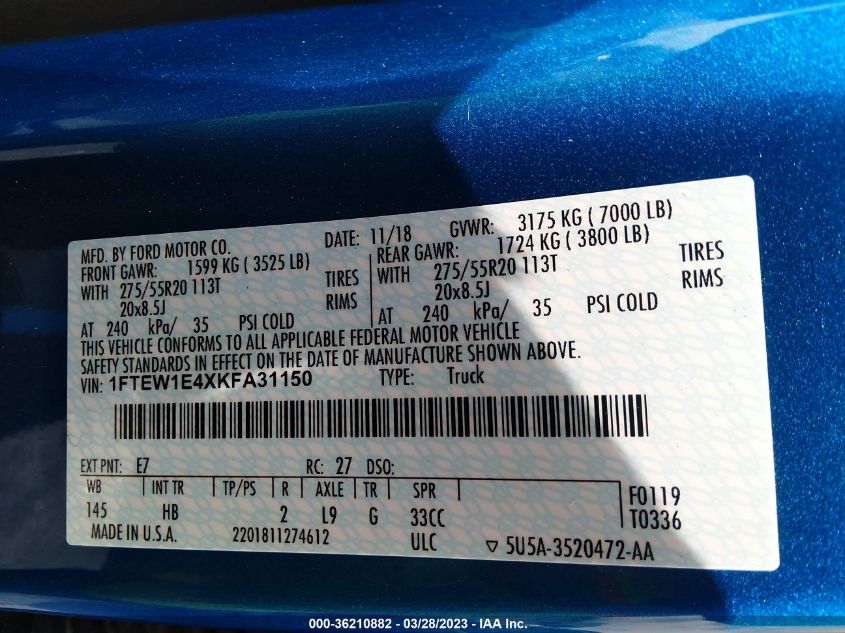 MFD. BY FORD MOTOR CO. DATE: 11/18 GVWR: 3175 KG ( 7000 LB)
FRONT GAWR: 1599 KG ( 3525 LB) REAR GAWR: 1724 KG ( 3800 LB)
WITH 275/55R20 113T TIRES WITH 275/55R20 113T TIRES
20x8.5J RIMS 20x8.5J RIMS
AT 240 kPa/ 35 PSI COLD AT 240 kPa/ 35 PSI COLD
THIS VEHICLE CONFORMS TO ALL APPLICABLE FEDERAL MOTOR VEHICLE
SAFETY STANDARDS IN EFFECT ON THE DATE OF MANUFACTURE SHOWN ABOVE.
VIN: 1FTEW1E4XKFA31150 TYPE: Truck
EXT PNT: E7 RC: 27 DSO:
WB INT TR TP/PS R AXLE TR SPR
145 HB 2 L9 G 33CC
F0119
T0336
MADE IN U.S.A. 2201811274612 ULC ▽ 5U5A-3520472-AA
000-36210882 - 03/28/2023 - IAA Inc.